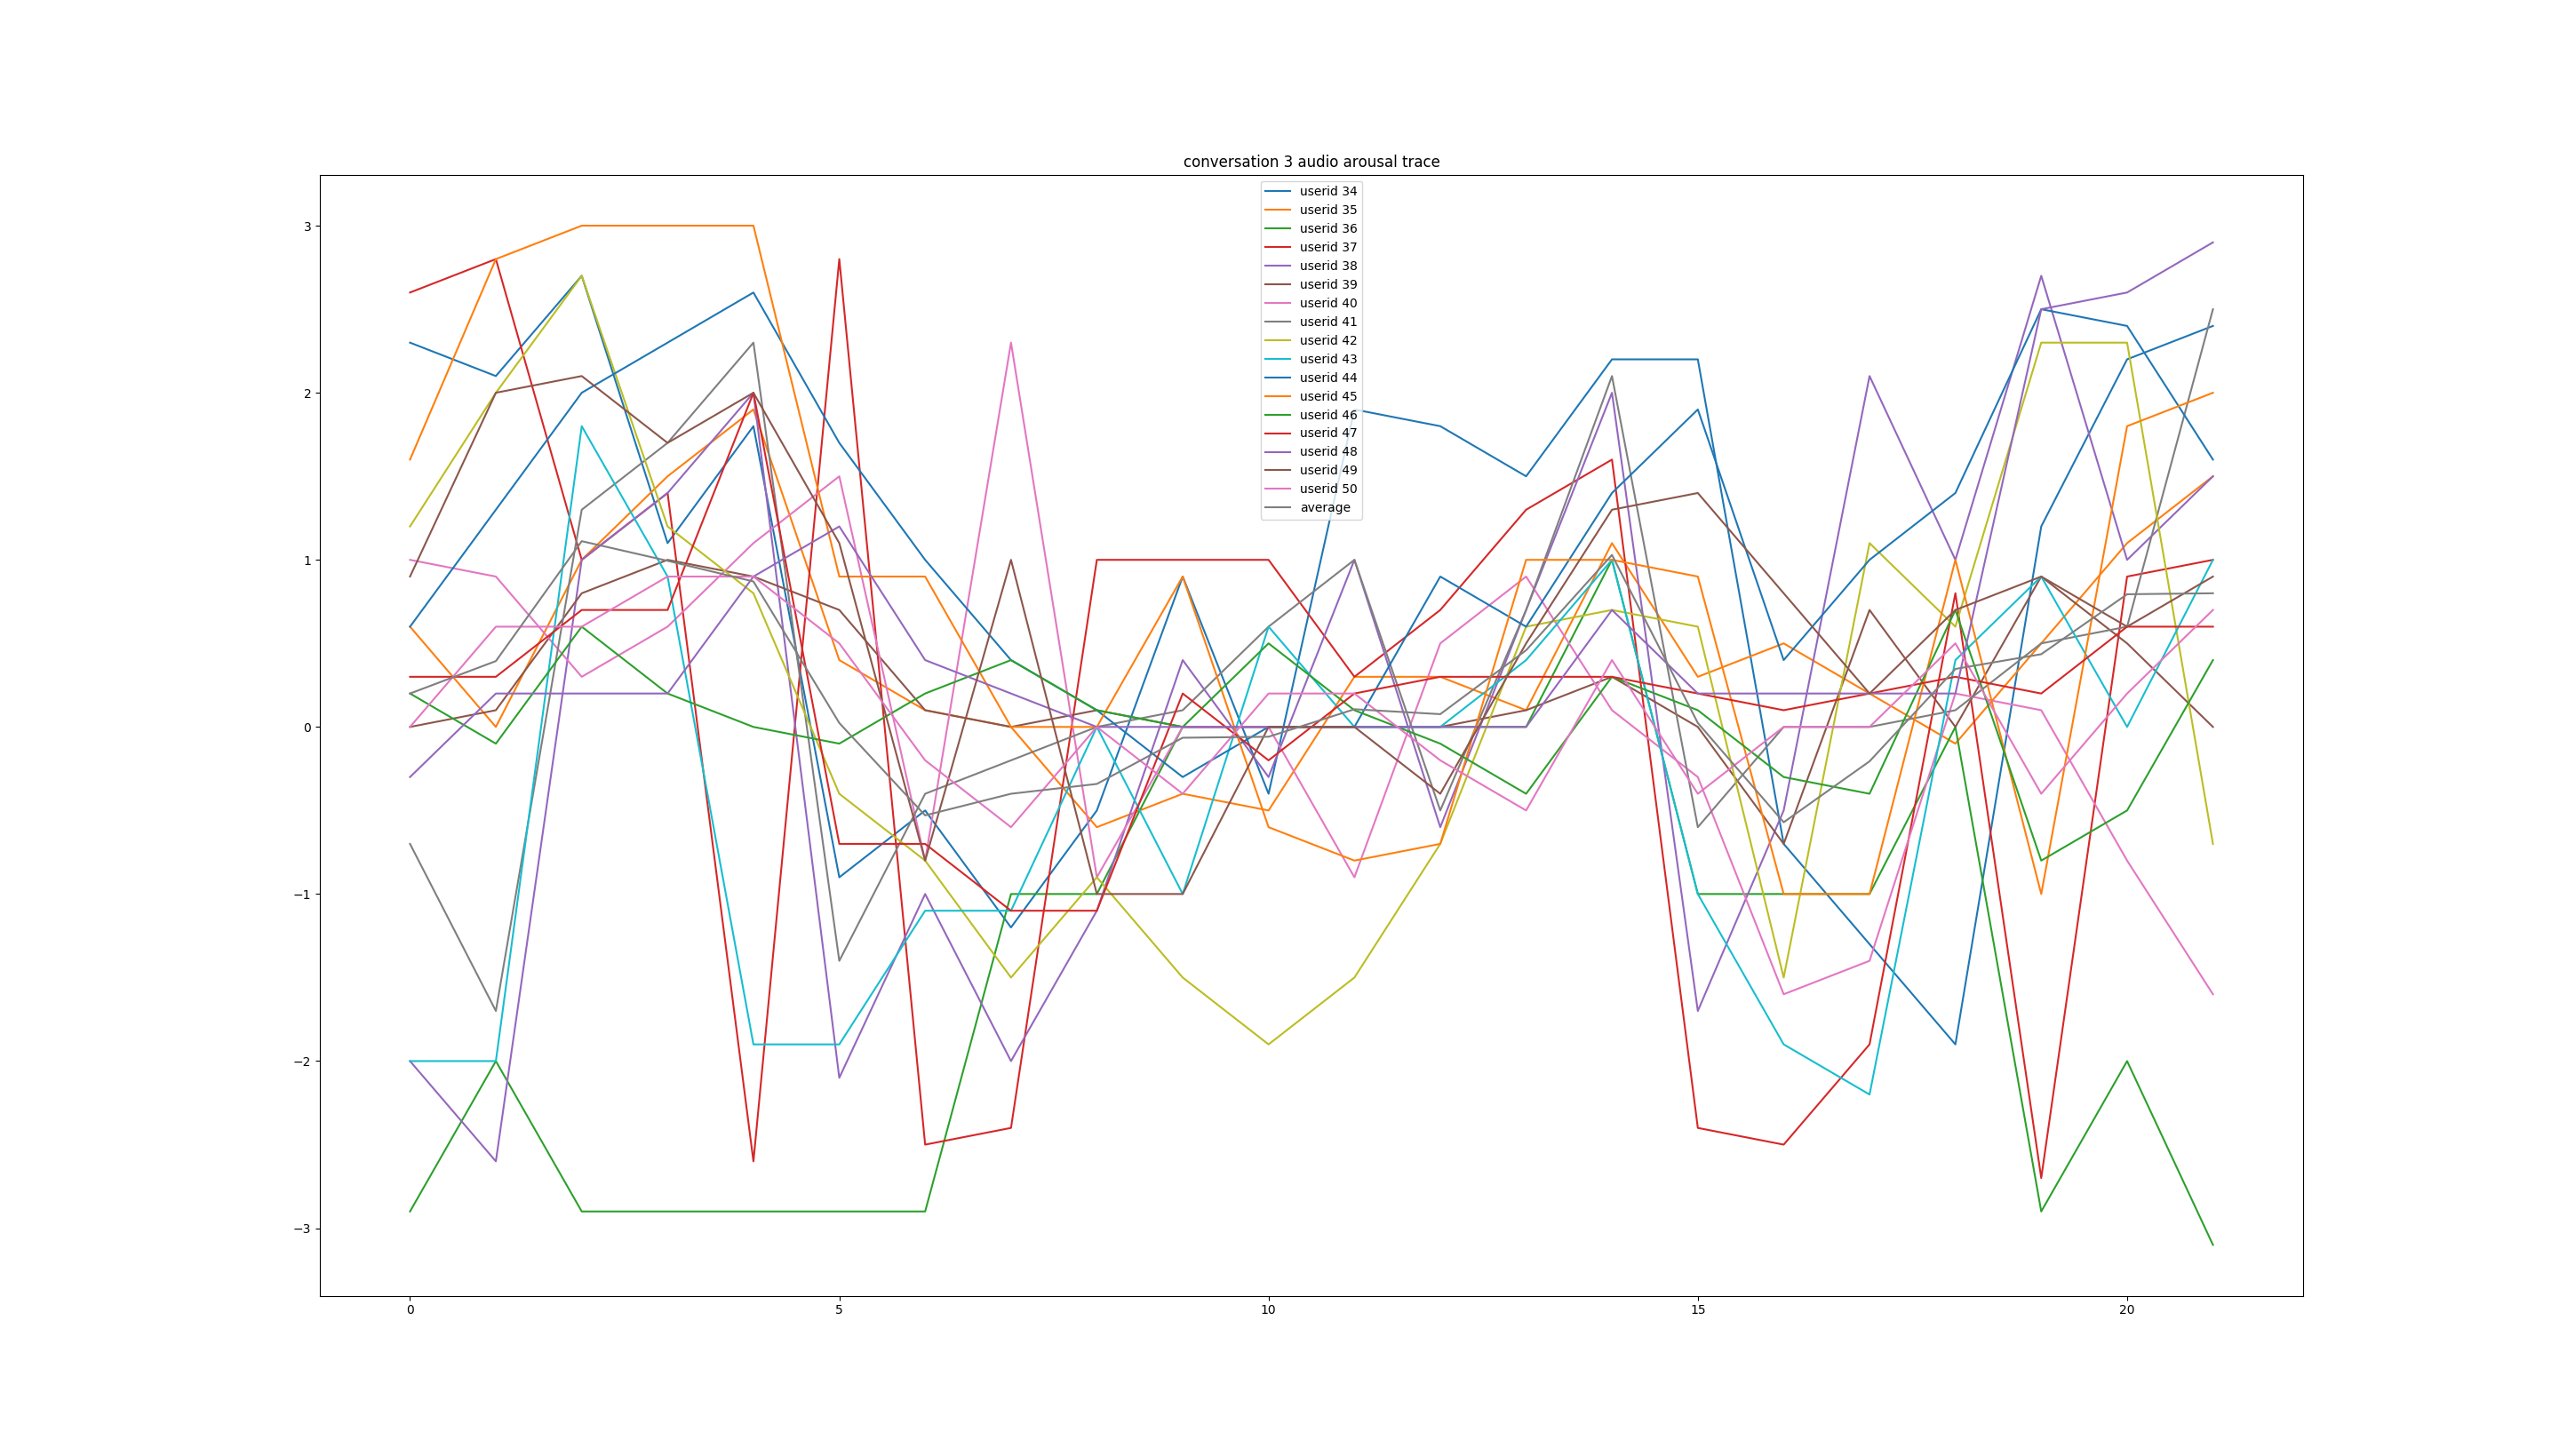 conversation 3 audio arousal trace
userid 34
userid 35
userid 36
userid 37
userid 38
userid 39
userid 40
userid 41
userid 42
userid 43
userid 44
userid 45
userid 46
userid 47
userid 48
userid 49
userid 50
average
3
2
1
0
−1
−2
−3
0 5 10 15 20